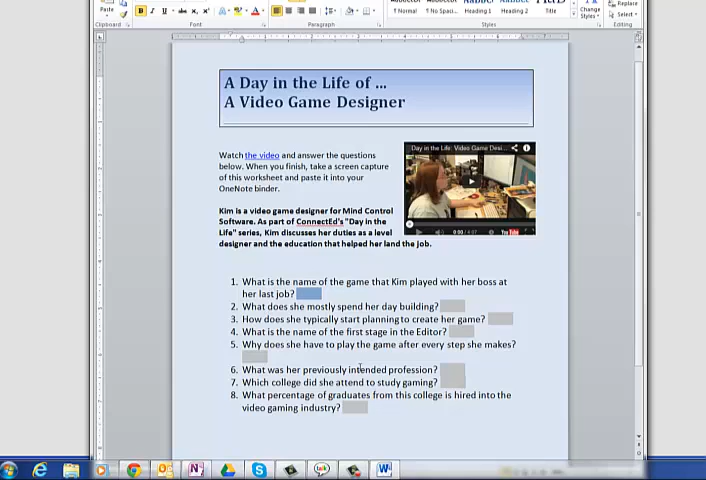 Paste
B I U abc x₂ x² A A
Clipboard Font Paragraph Styles Editing
¶ Normal ¶ No Spaci... Heading 1 Heading 2 Title Change Styles Replace Select
A Day in the Life of ...
A Video Game Designer
Watch the video and answer the questions
below. When you finish, take a screen capture
of this worksheet and paste it into your
OneNote binder.
Day in the Life: Video Game Desi...
0:00 / 4:07 YouTube
Kim is a video game designer for Mind Control
Software. As part of ConnectEd's "Day in the
Life" series, Kim discusses her duties as a level
designer and the education that helped her land the job.
1. What is the name of the game that Kim played with her boss at
her last job?
2. What does she mostly spend her day building?
3. How does she typically start planning to create her game?
4. What is the name of the first stage in the Editor?
5. Why does she have to play the game after every step she makes?
6. What was her previously intended profession?
7. Which college did she attend to study gaming?
8. What percentage of graduates from this college is hired into the
video gaming industry?
talk